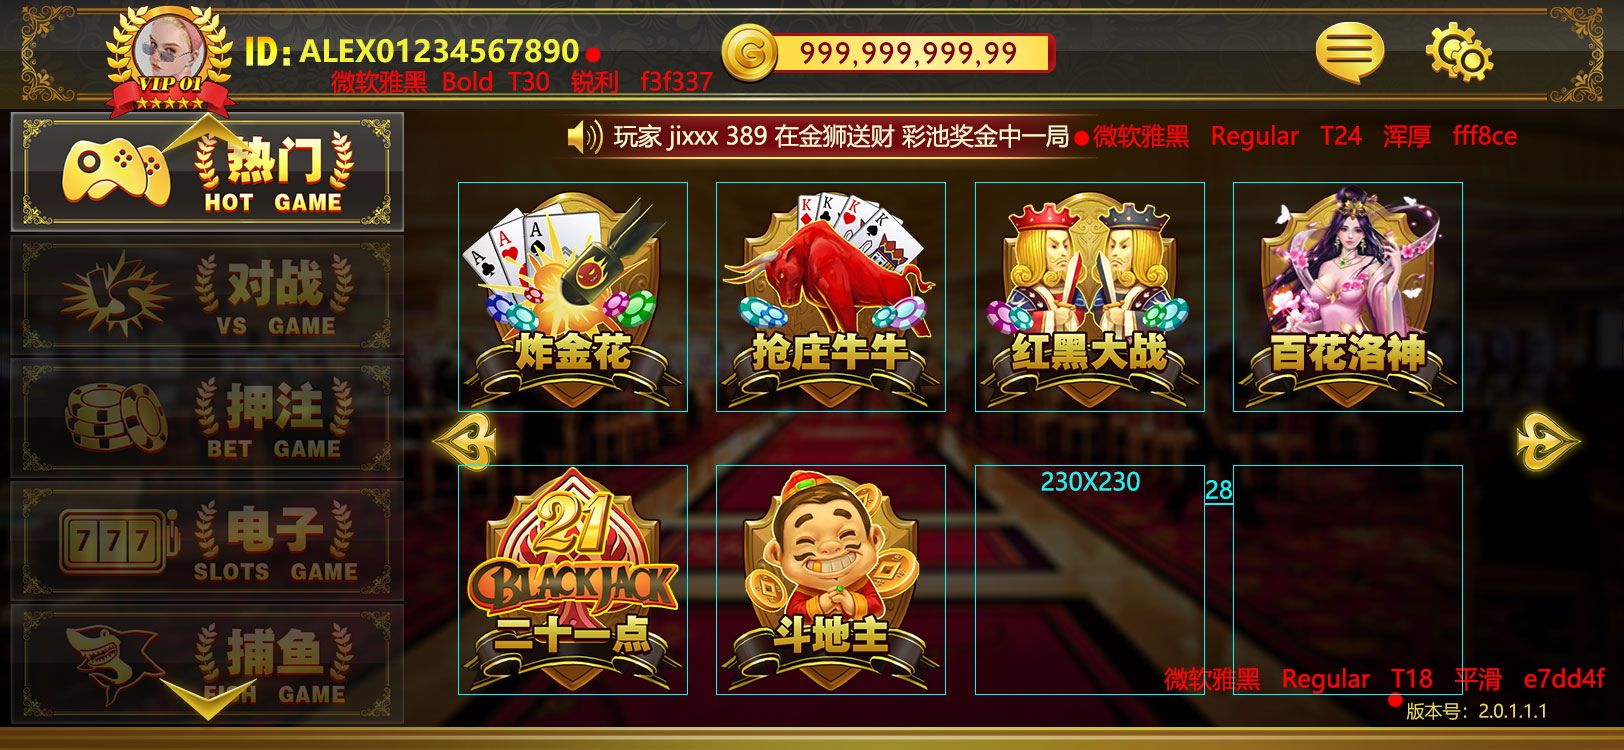 ID: ALEX01234567890
微软雅黑 Bold T30 锐利 f3f337
VIP 01
G
999,999,999,99
玩家 jixxx 389 在金狮送财 彩池奖金中一局
微软雅黑 Regular T24 浑厚 fff8ce
热门
HOT GAME
对战
VS GAME
押注
BET GAME
777
电子
SLOTS GAME
捕鱼
FISH GAME
A A A
炸金花
K K K K
抢庄牛牛
红黑大战
百花洛神
21
BLACKJACK
二十一点
斗地主
230X230
28
微软雅黑 Regular T18 平滑 e7dd4f
版本号：2.0.1.1.1